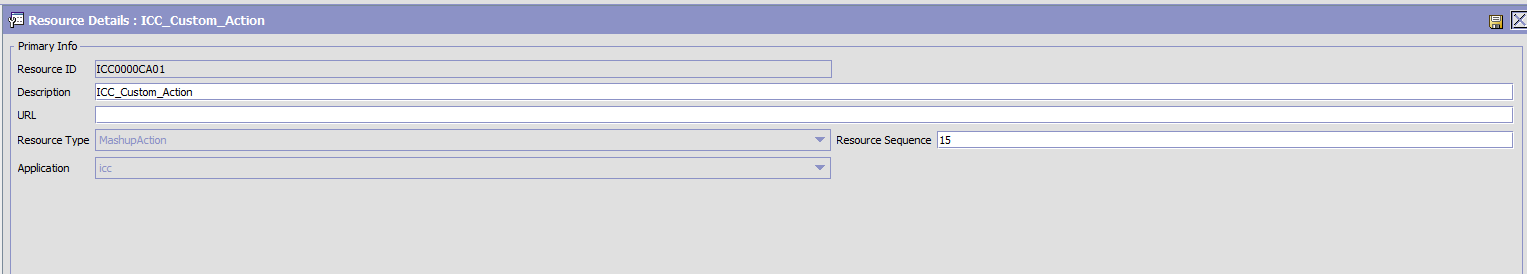 Resource Details : ICC_Custom_Action
Primary Info
Resource ID ICC0000CA01
Description ICC_Custom_Action
URL
Resource Type MashupAction Resource Sequence 15
Application icc